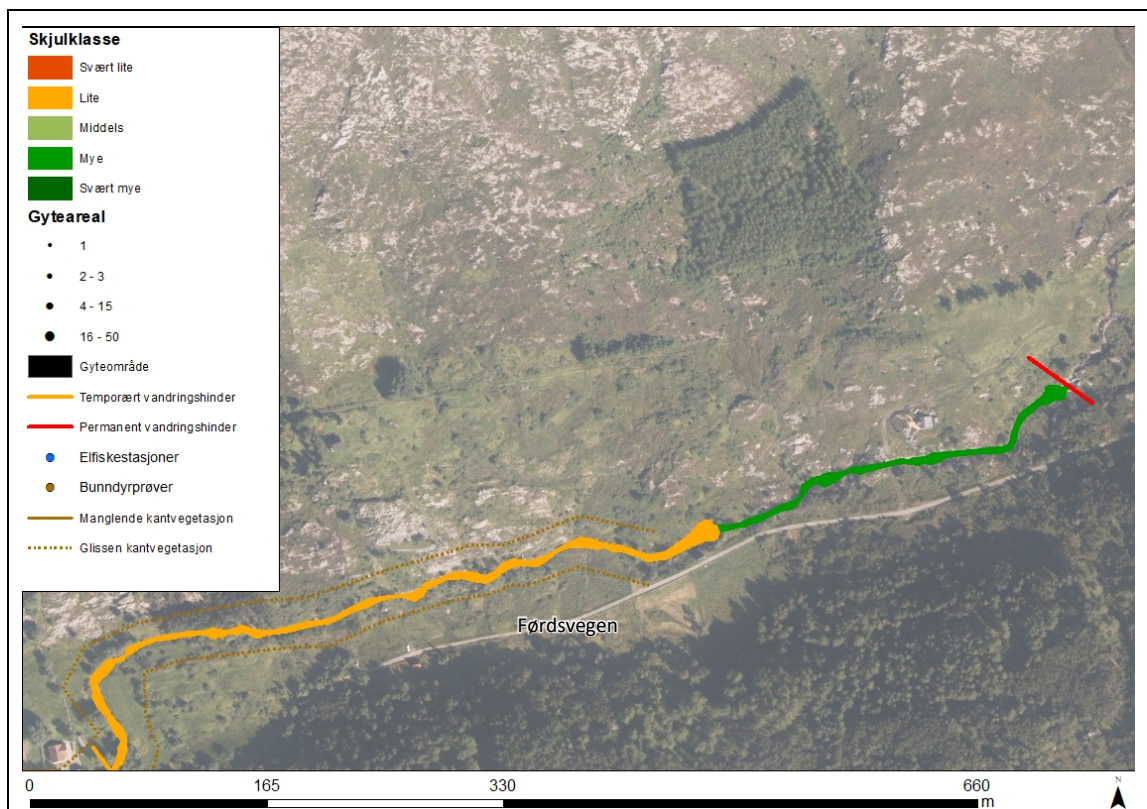 Skjulklasse
Svært lite
Lite
Middels
Mye
Svært mye
Gyteareal
1
2 - 3
4 - 15
16 - 50
Gyteområde
Temporært vandringshinder
Permanent vandringshinder
Elfiskestasjoner
Bunndyrprøver
Manglende kantvegetasjon
Glissen kantvegetasjon
Førdsvegen
0 165 330 660
m
N